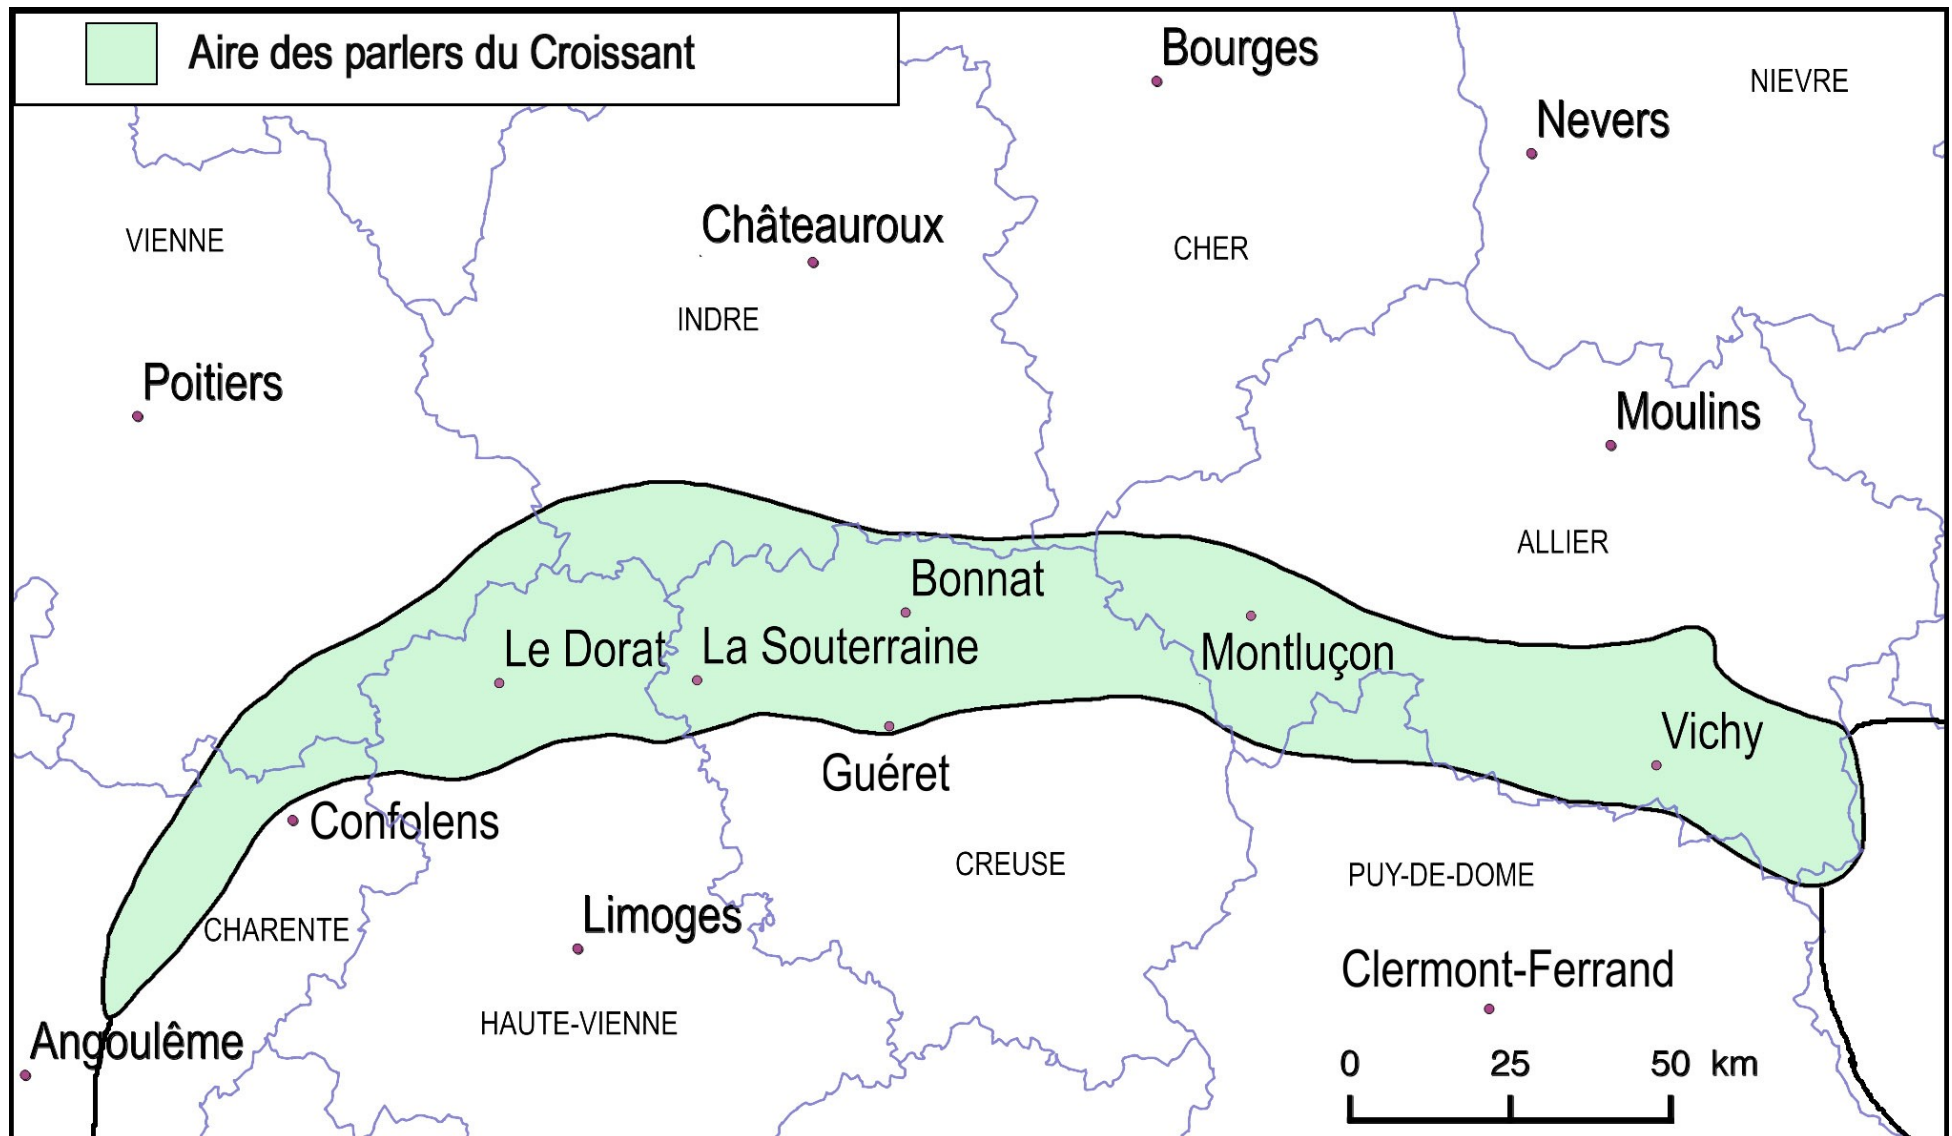 Aire des parlers du Croissant
Bourges
NIEVRE
Nevers
Châteauroux
VIENNE
CHER
INDRE
Poitiers
Moulins
ALLIER
Bonnat
Le Dorat
La Souterraine
Montluçon
Vichy
Guéret
Confolens
CREUSE
PUY-DE-DOME
CHARENTE
Limoges
Clermont-Ferrand
HAUTE-VIENNE
Angoulême
0 25 50 km